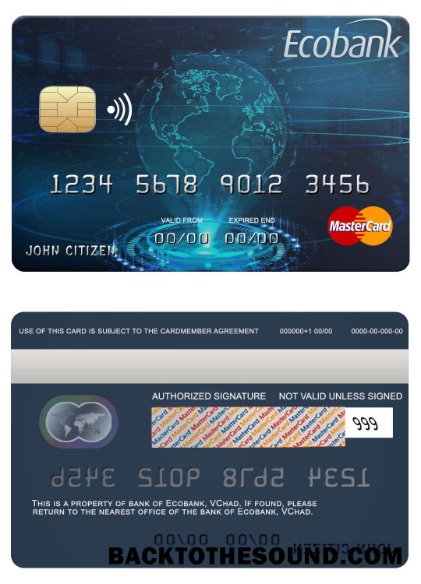 Ecobank
1234 5678 9012 3456
VALID FROM EXPIRED END
00/00 00/00
MasterCard
JOHN CITIZEN
USE OF THIS CARD IS SUBJECT TO THE CARDMEMBER AGREEMENT 000000+1 00/00 0000-00-000-00
AUTHORIZED SIGNATURE NOT VALID UNLESS SIGNED
MasterCard
999
THIS IS A PROPERTY OF BANK OF ECOBANK, VCHAD. IF FOUND, PLEASE
RETURN TO THE NEAREST OFFICE OF THE BANK OF ECOBANK, VCHAD.
BACKTOTHESOUND.COM